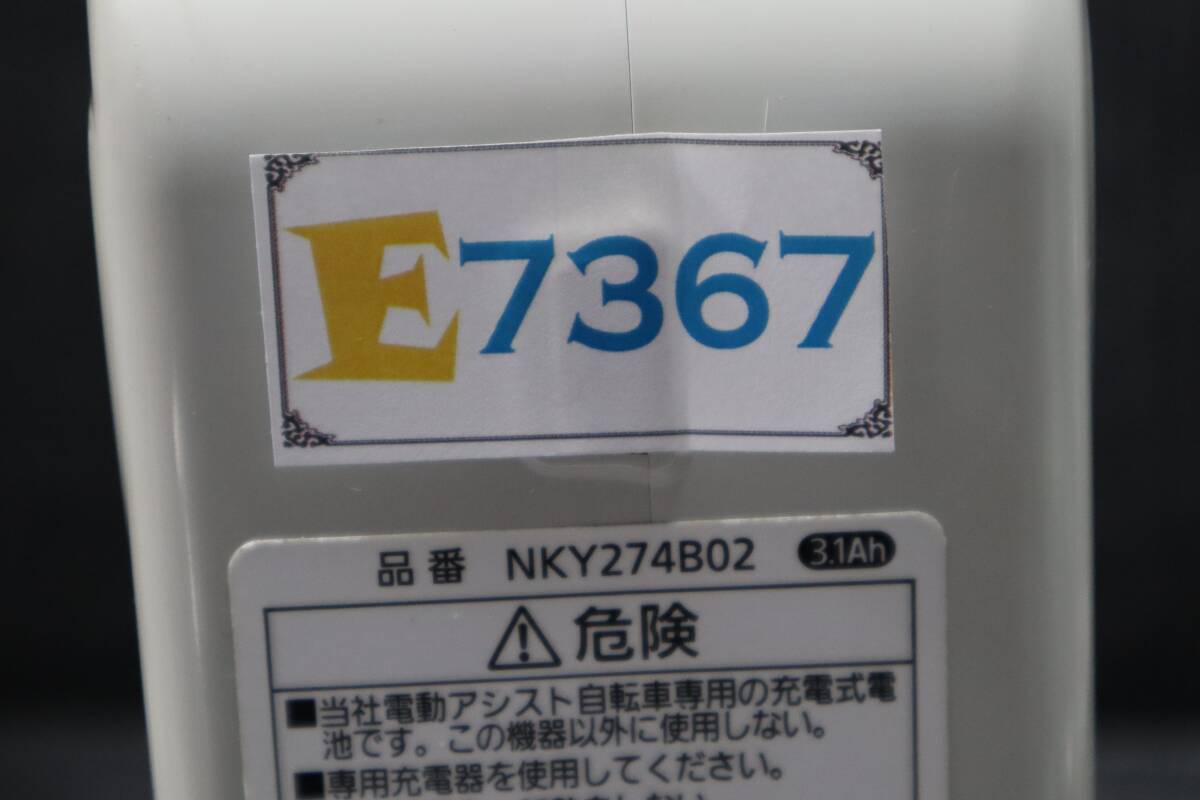 E7367
品番 NKY274B02 3.1Ah
危険
■当社電動アシスト自転車専用の充電式電
池です。この機器以外に使用しない。
■専用充電器を使用してください。